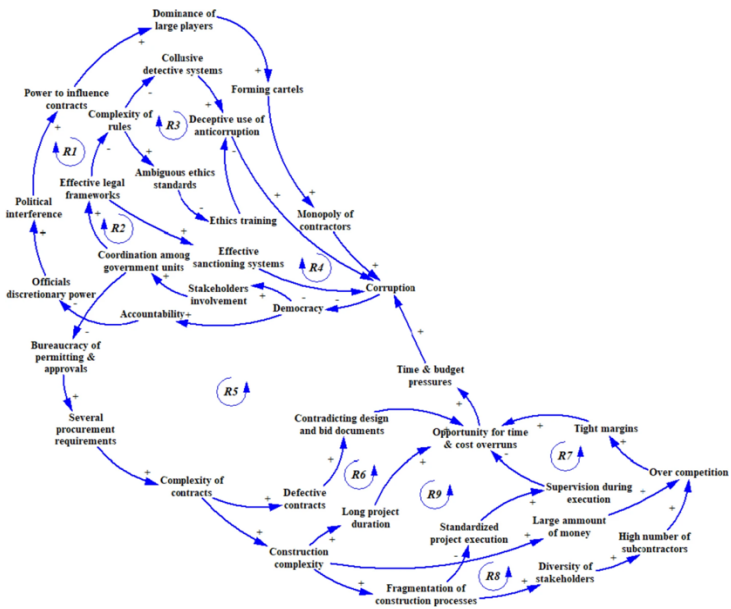 Dominance of
large players
+
+
Collusive
detective systems
Forming cartels
Power to influence
contracts
-
+
Complexity of
rules
R3
Deceptive use of
anticorruption
+
R1
-
+
-
Ambiguous ethics
standards
Effective legal
frameworks
+
+
Political
interference
-
Ethics training
Monopoly of
contractors
+
R2
+
+
Effective
sanctioning systems
Coordination among
government units
R4
+
+
+
Officials
discretionary power
Stakeholders
involvement
+
-
Corruption
-
Accountability
+
-
Democracy
-
Bureaucracy of
permitting &
approvals
+
Time & budget
pressures
+
R5
+
Several
procurement
requirements
Contradicting design
and bid documents
+
Opportunity for time
& cost overruns
+
Tight margins
+
R7
+
Complexity of
contracts
+
R6
+
R9
-
Over competition
Defective
contracts
+
Supervision during
execution
+
Long project
duration
Large ammount
of money
+
Standardized
project execution
+
High number of
subcontractors
Construction
complexity
+
-
+
Diversity of
stakeholders
R8
Fragmentation of
construction processes
+